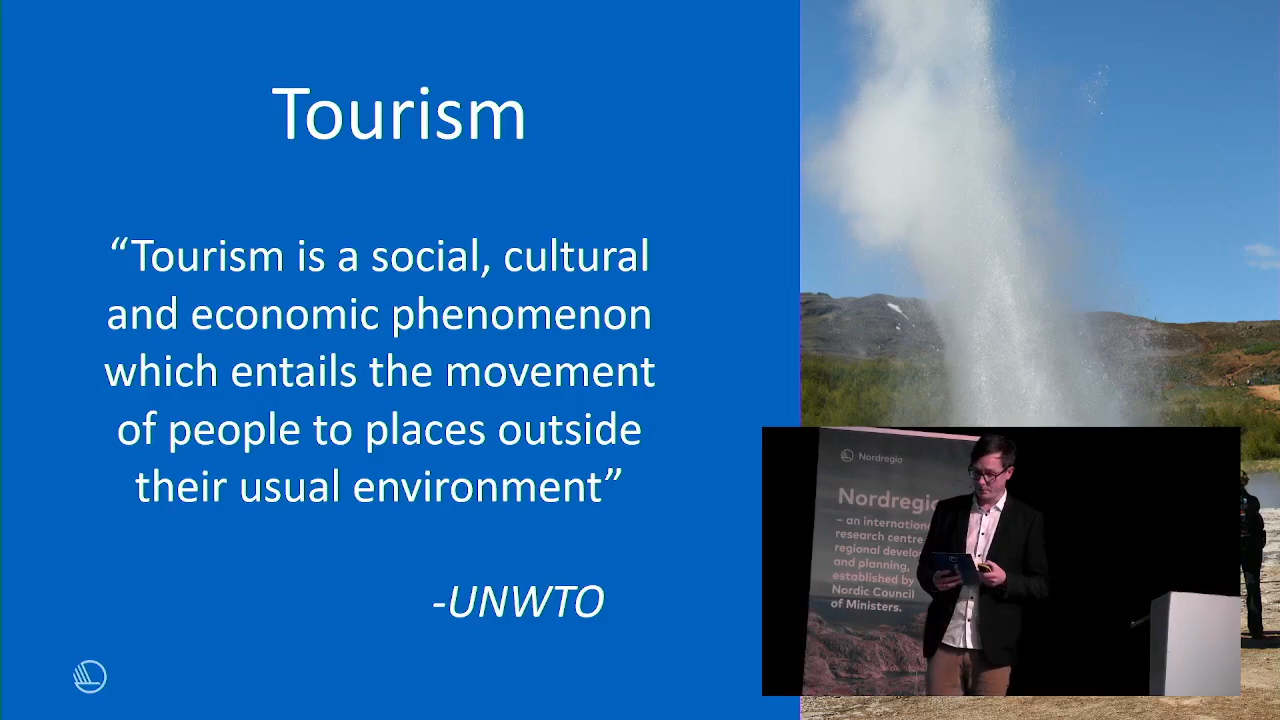 Tourism
“Tourism is a social, cultural
and economic phenomenon
which entails the movement
of people to places outside
their usual environment”
-UNWTO
Nordregio
Nordregio
– an internation
research centre
regional develo
and planning,
established by
Nordic Council
of Ministers.